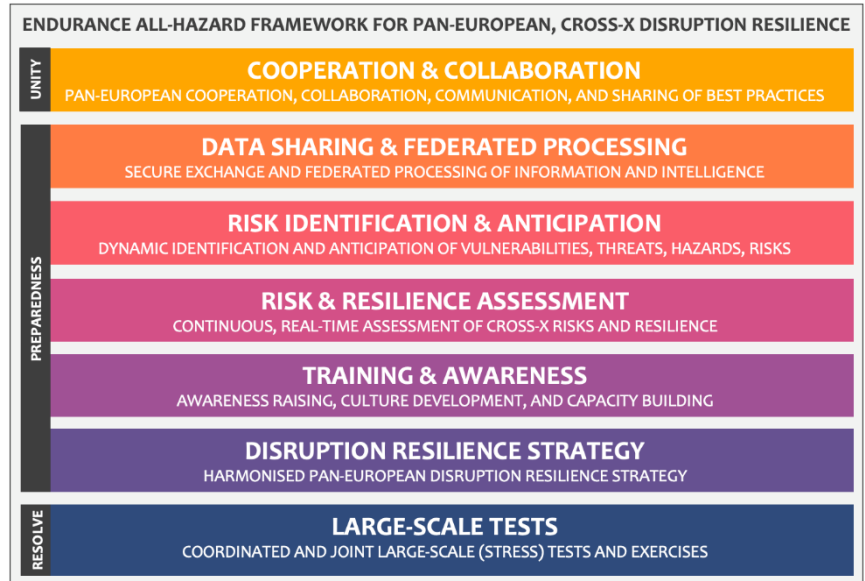 ENDURANCE ALL-HAZARD FRAMEWORK FOR PAN-EUROPEAN, CROSS-X DISRUPTION RESILIENCE
UNITY
COOPERATION & COLLABORATION
PAN-EUROPEAN COOPERATION, COLLABORATION, COMMUNICATION, AND SHARING OF BEST PRACTICES
PREPAREDNESS
DATA SHARING & FEDERATED PROCESSING
SECURE EXCHANGE AND FEDERATED PROCESSING OF INFORMATION AND INTELLIGENCE
RISK IDENTIFICATION & ANTICIPATION
DYNAMIC IDENTIFICATION AND ANTICIPATION OF VULNERABILITIES, THREATS, HAZARDS, RISKS
RISK & RESILIENCE ASSESSMENT
CONTINUOUS, REAL-TIME ASSESSMENT OF CROSS-X RISKS AND RESILIENCE
TRAINING & AWARENESS
AWARENESS RAISING, CULTURE DEVELOPMENT, AND CAPACITY BUILDING
DISRUPTION RESILIENCE STRATEGY
HARMONISED PAN-EUROPEAN DISRUPTION RESILIENCE STRATEGY
RESOLVE
LARGE-SCALE TESTS
COORDINATED AND JOINT LARGE-SCALE (STRESS) TESTS AND EXERCISES